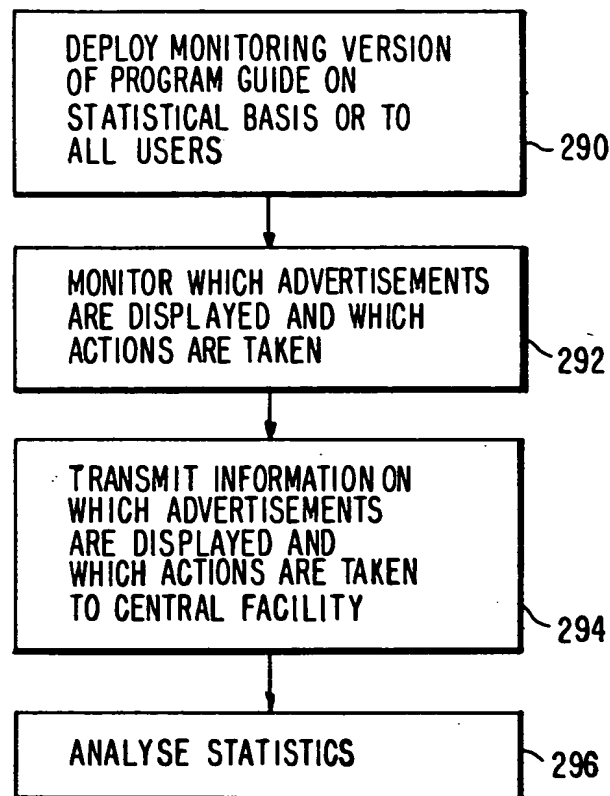 DEPLOY MONITORING VERSION
OF PROGRAM GUIDE ON
STATISTICAL BASIS OR TO
ALL USERS
290
MONITOR WHICH ADVERTISEMENTS
ARE DISPLAYED AND WHICH
ACTIONS ARE TAKEN
292
TRANSMIT INFORMATION ON
WHICH ADVERTISEMENTS
ARE DISPLAYED AND
WHICH ACTIONS ARE TAKEN
TO CENTRAL FACILITY
294
ANALYSE STATISTICS
296